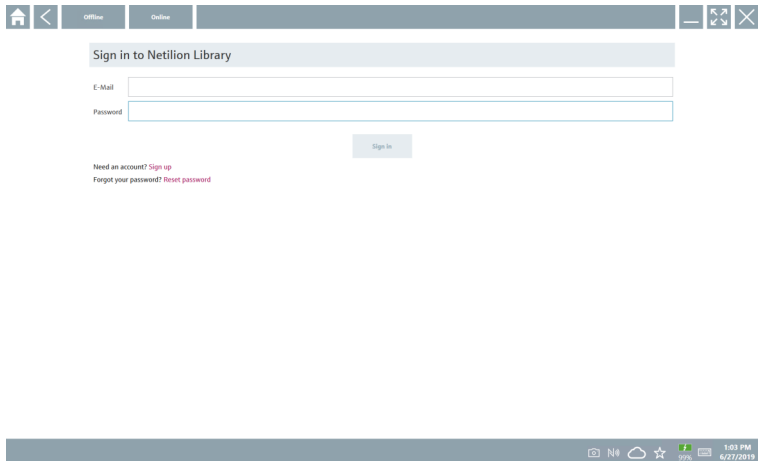 Offline Online
Sign in to Netilion Library
E-Mail
Password
Sign in
Need an account? Sign up
Forgot your password? Reset password
1:03 PM
99% 6/27/2019